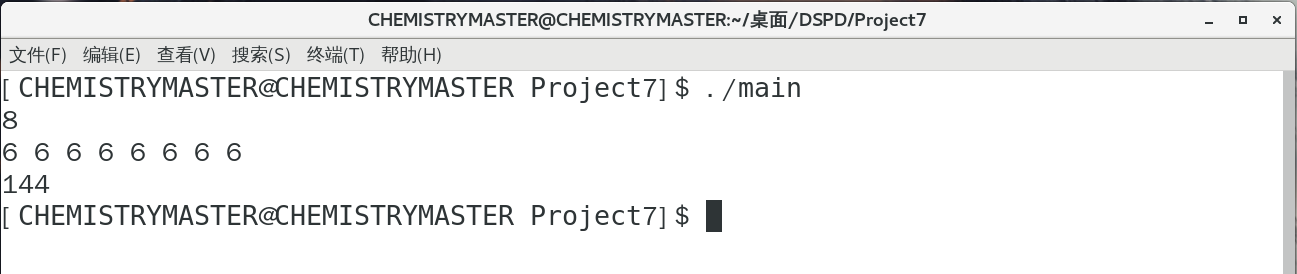 CHEMISTRYMASTER@CHEMISTRYMASTER:~/桌面/DSPD/Project7
文件(F) 编辑(E) 查看(V) 搜索(S) 终端(T) 帮助(H)
[CHEMISTRYMASTER@CHEMISTRYMASTER Project7]$ ./main
8
6 6 6 6 6 6 6 6
144
[CHEMISTRYMASTER@CHEMISTRYMASTER Project7]$